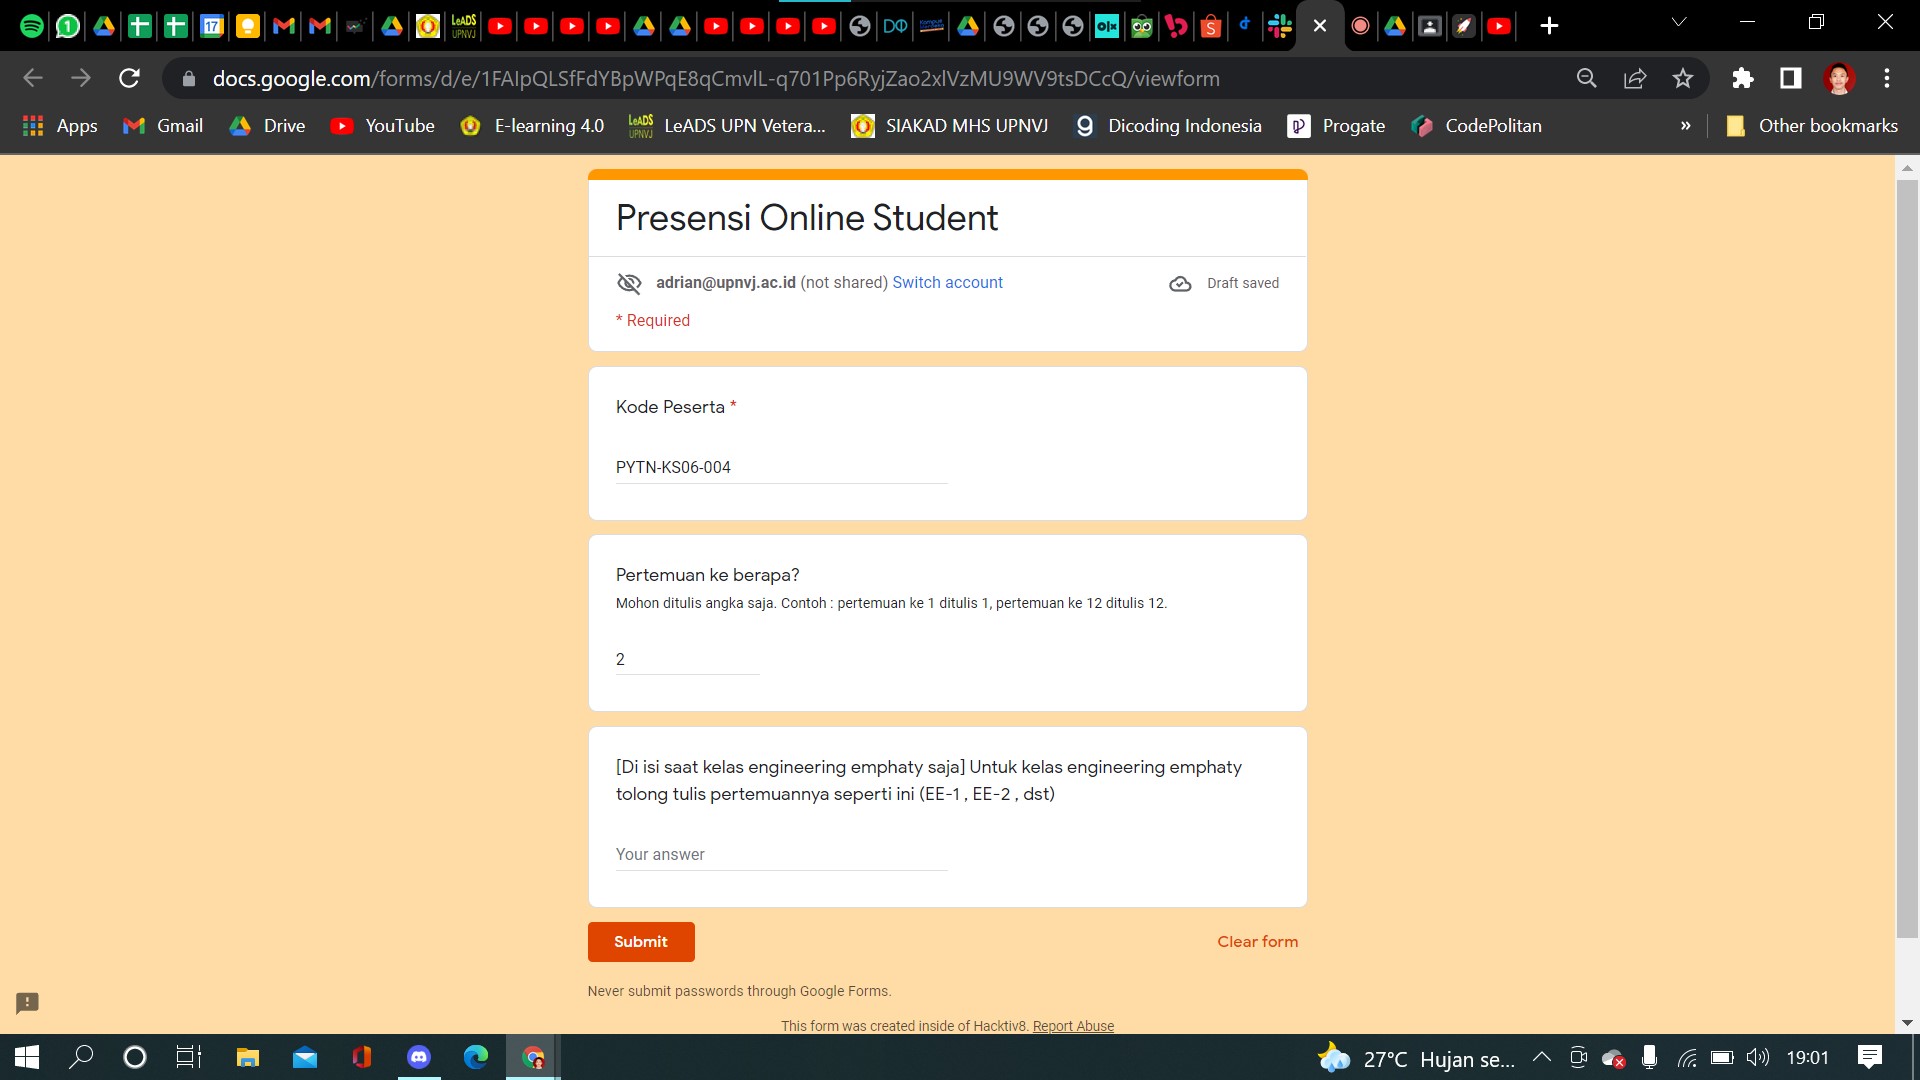 docs.google.com/forms/d/e/1FAIpQLSfFdYBpWPqE8qCmvlL-q701Pp6RyjZao2xlVzMU9WV9tsDCcQ/viewform
Apps Gmail Drive YouTube E-learning 4.0 LeADS UPN Vetera... SIAKAD MHS UPNVJ Dicoding Indonesia Progate CodePolitan » Other bookmarks
Presensi Online Student
adrian@upnvj.ac.id (not shared) Switch account Draft saved
* Required
Kode Peserta *
PYTN-KS06-004
Pertemuan ke berapa?
Mohon ditulis angka saja. Contoh : pertemuan ke 1 ditulis 1, pertemuan ke 12 ditulis 12.
2
[Di isi saat kelas engineering emphaty saja] Untuk kelas engineering emphaty
tolong tulis pertemuannya seperti ini (EE-1 , EE-2 , dst)
Your answer
Submit Clear form
Never submit passwords through Google Forms.
This form was created inside of Hacktiv8. Report Abuse
27°C Hujan se... 19:01